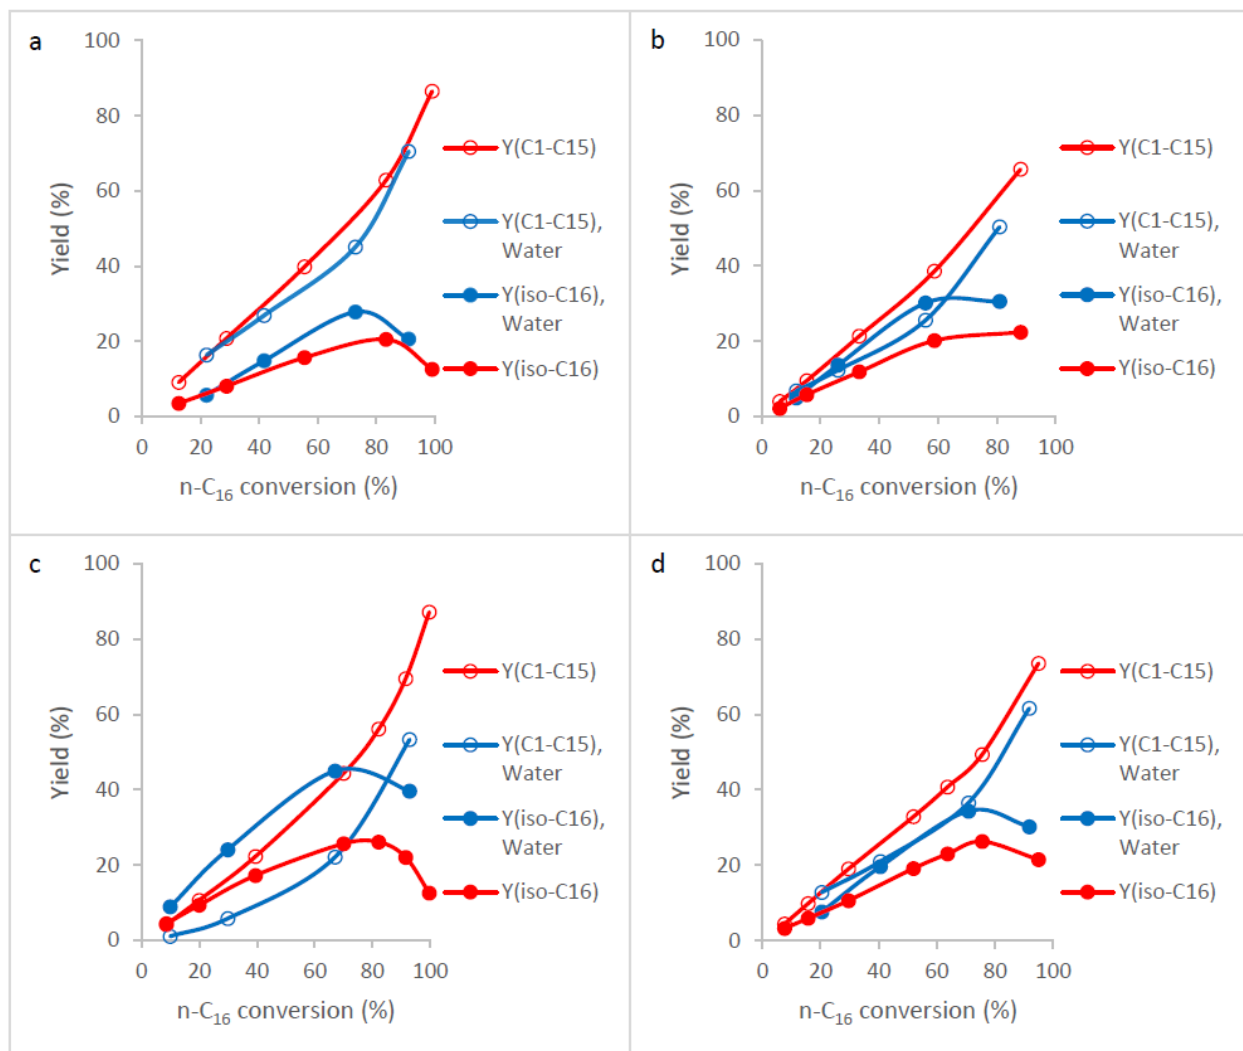 a
100
80
60
40
20
0
Yield (%)
0 20 40 60 80 100
n-C₁₆ conversion (%)
Y(C1-C15)
Y(C1-C15),
Water
Y(iso-C16),
Water
Y(iso-C16)
b
100
80
60
40
20
0
Yield (%)
0 20 40 60 80 100
n-C₁₆ conversion (%)
Y(C1-C15)
Y(C1-C15),
Water
Y(iso-C16),
Water
Y(iso-C16)
c
100
80
60
40
20
0
Yield (%)
0 20 40 60 80 100
n-C₁₆ conversion (%)
Y(C1-C15)
Y(C1-C15),
Water
Y(iso-C16),
Water
Y(iso-C16)
d
100
80
60
40
20
0
Yield (%)
0 20 40 60 80 100
n-C₁₆ conversion (%)
Y(C1-C15)
Y(C1-C15),
Water
Y(iso-C16),
Water
Y(iso-C16)